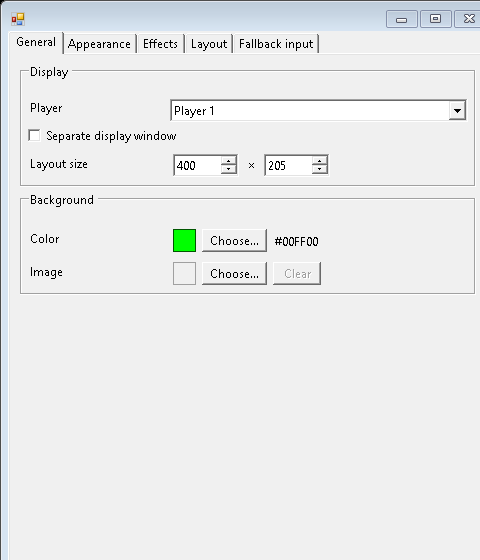 General Appearance Effects Layout Fallback input
Display
Player Player 1
Separate display window
Layout size 400 × 205
Background
Color Choose... #00FF00
Image Choose... Clear